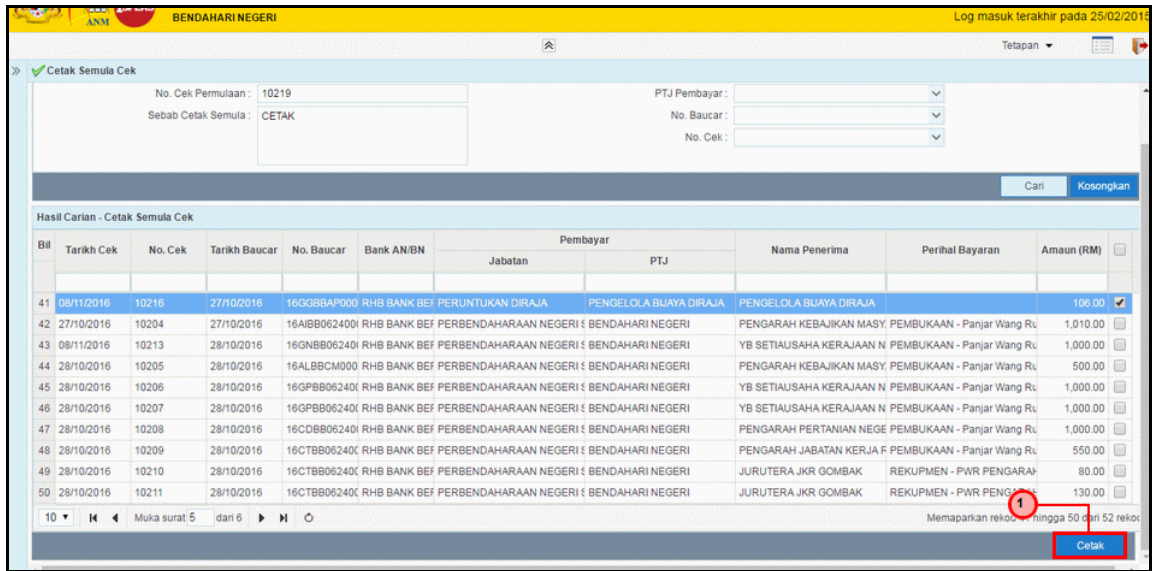 ANM BENDAHARI NEGERI Log masuk terakhir pada 25/02/2015
Tetapan
Cetak Semula Cek
No. Cek Permulaan : 10219 PTJ Pembayar :
Sebab Cetak Semula : CETAK No. Baucar :
No. Cek :
Cari Kosongkan
Hasil Carian - Cetak Semula Cek
Bil Tarikh Cek No. Cek Tarikh Baucar No. Baucar Bank AN/BN Pembayar Nama Penerima Perihal Bayaran Amaun (RM)
Jabatan PTJ
41 08/11/2016 10216 27/10/2016 16GGBBAP000 RHB BANK BEF PERUNTUKAN DIRAJA PENGELOLA BIJAYA DIRAJA PENGELOLA BIJAYA DIRAJA 106.00
42 27/10/2016 10204 27/10/2016 16AIBB062400 RHB BANK BEF PERBENDAHARAAN NEGERI S BENDAHARI NEGERI PENGARAH KEBAJIKAN MASY. PEMBUKAAN - Panjar Wang Ru 1,010.00
43 08/11/2016 10213 28/10/2016 16GNBB06240 RHB BANK BEF PERBENDAHARAAN NEGERI S BENDAHARI NEGERI YB SETIAUSAHA KERAJAAN N PEMBUKAAN - Panjar Wang Ru 1,000.00
44 28/10/2016 10205 28/10/2016 16ALBBCM000 RHB BANK BEF PERBENDAHARAAN NEGERI S BENDAHARI NEGERI PENGARAH KEBAJIKAN MASY. PEMBUKAAN - Panjar Wang Ru 500.00
45 28/10/2016 10206 28/10/2016 16GPBB06240 RHB BANK BEF PERBENDAHARAAN NEGERI S BENDAHARI NEGERI YB SETIAUSAHA KERAJAAN N PEMBUKAAN - Panjar Wang Ru 1,000.00
46 28/10/2016 10207 28/10/2016 16GPBB06240 RHB BANK BEF PERBENDAHARAAN NEGERI S BENDAHARI NEGERI YB SETIAUSAHA KERAJAAN N PEMBUKAAN - Panjar Wang Ru 1,000.00
47 28/10/2016 10208 28/10/2016 16CDBB06240 RHB BANK BEF PERBENDAHARAAN NEGERI S BENDAHARI NEGERI PENGARAH PERTANIAN NEGE PEMBUKAAN - Panjar Wang Ru 1,000.00
48 28/10/2016 10209 28/10/2016 16CTBB06240 RHB BANK BEF PERBENDAHARAAN NEGERI S BENDAHARI NEGERI PENGARAH JABATAN KERJA F PEMBUKAAN - Panjar Wang Ru 550.00
49 28/10/2016 10210 28/10/2016 16CTBB06240 RHB BANK BEF PERBENDAHARAAN NEGERI S BENDAHARI NEGERI JURUTERA JKR GOMBAK REKUPMEN - PWR PENGARAH 80.00
50 28/10/2016 10211 28/10/2016 16CTBB06240 RHB BANK BEF PERBENDAHARAAN NEGERI S BENDAHARI NEGERI JURUTERA JKR GOMBAK REKUPMEN - PWR 130.00
1
10 Muka surat 5 dari 6 Memaparkan rekod hingga 50 dari 52 rekod
Cetak